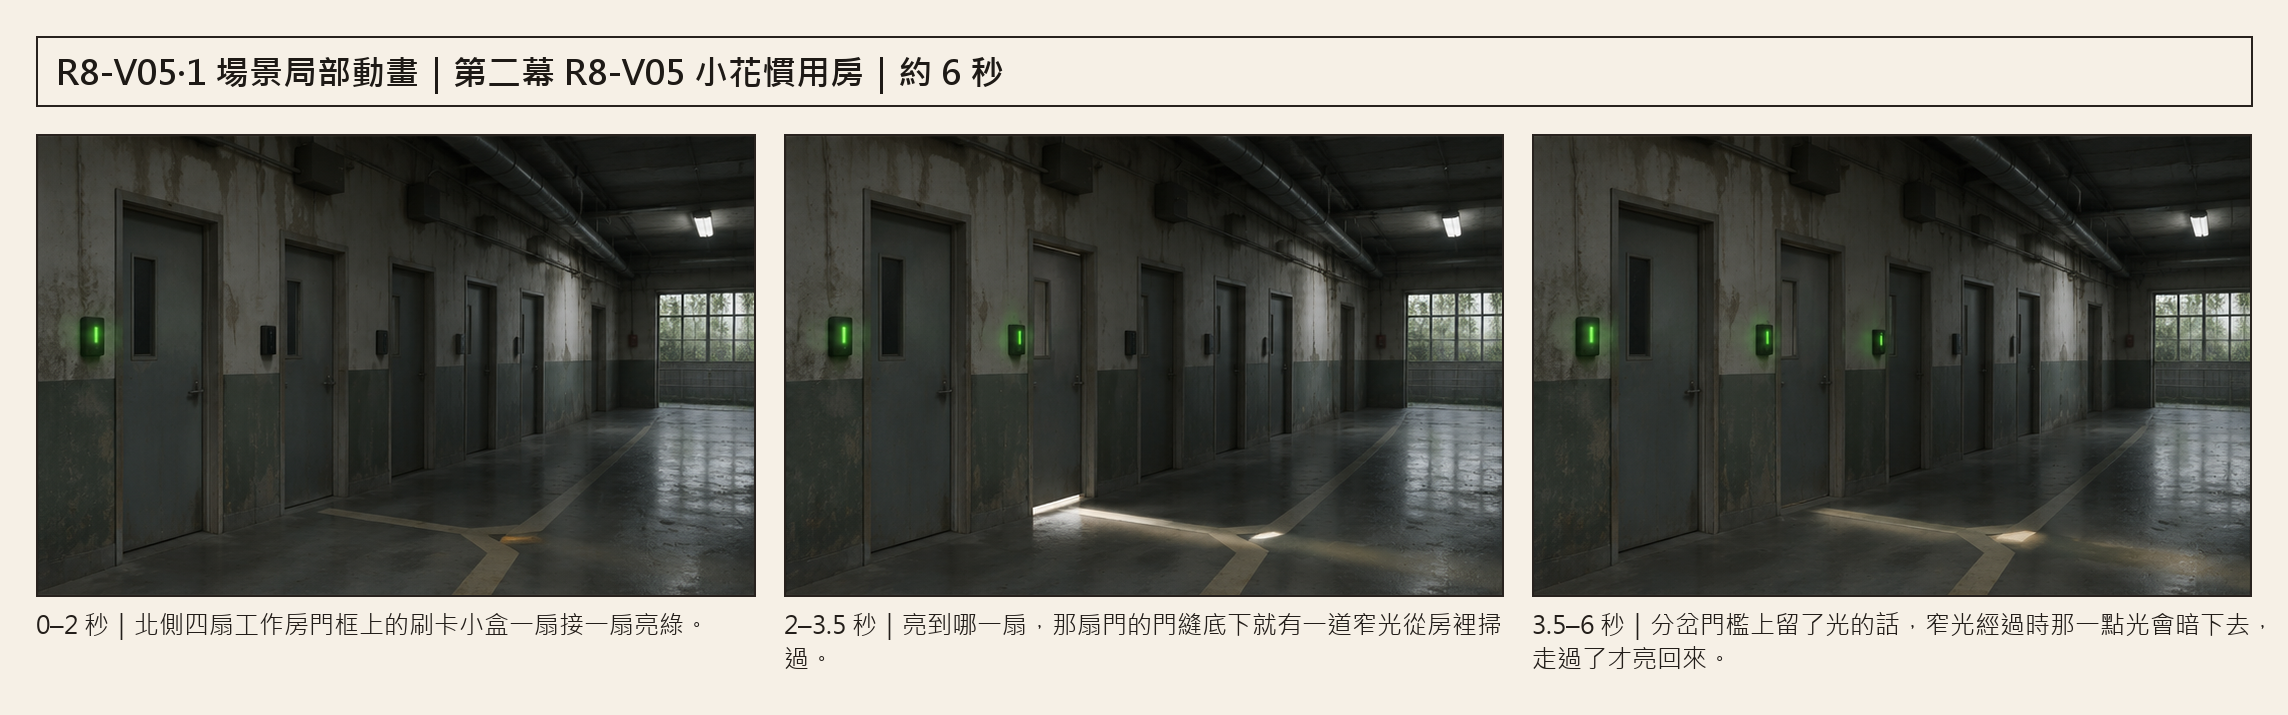 R8-V05·1 場景局部動畫｜第二幕 R8-V05 小花慣用房｜約 6 秒
0–2 秒｜北側四扇工作房門框上的刷卡小盒一扇接一扇亮綠。
2–3.5 秒｜亮到哪一扇，那扇門的門縫底下就有一道窄光從房裡掃
過。
3.5–6 秒｜分岔門檻上留了光的話，窄光經過時那一點光會暗下去，
走過了才亮回來。